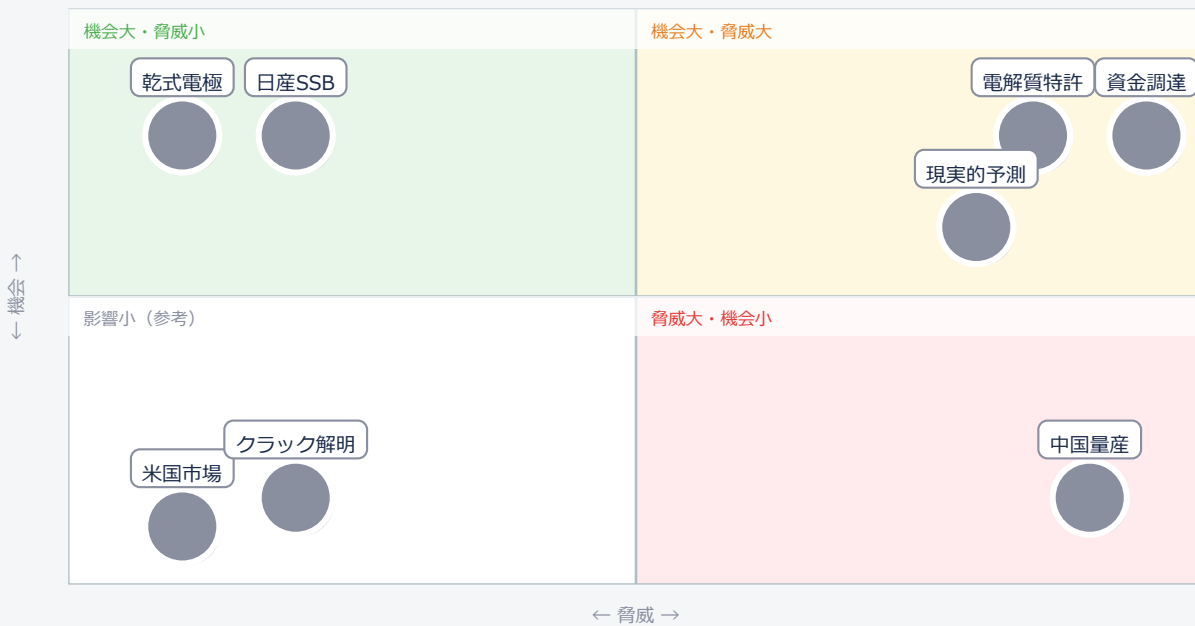 機会大・脅威小
機会大・脅威大
乾式電極
日産SSB
電解質特許
資金調達
現実的予測
← 機会 →
影響小（参考）
脅威大・機会小
クラック解明
中国量産
米国市場
← 脅威 →